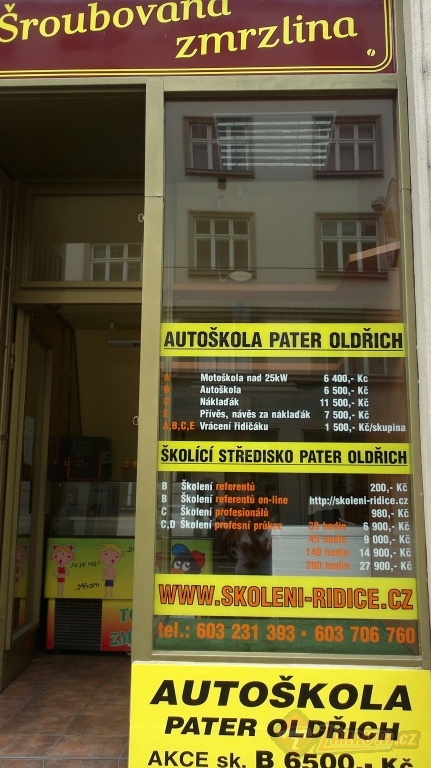 Šroubovaná
zmrzlina
AUTOŠKOLA PATER OLDŘICH
A Motoškola nad 25kW 6 400,- Kč
B Autoškola 6 500,- Kč
C Náklaďák 11 500,- Kč
E Přívěs, návěs za náklaďák 7 500,- Kč
A,B,C,E Vrácení řidičáku 1 500,- Kč/skupina
ŠKOLÍCÍ STŘEDISKO PATER OLDŘICH
B Školení referentů 200,- Kč
B Školení referentů on-line http://skoleni-ridice.cz
C Školení profesionálů 980,- Kč
C,D Školení profesní průkaz 35 hodin 6 900,- Kč
45 hodin 9 000,- Kč
140 hodin 14 900,- Kč
280 hodin 27 900,- Kč
WWW.SKOLENI-RIDICE.CZ
tel.: 603 231 393 • 603 706 760
AUTOŠKOLA
PATER OLDŘICH
AKCE sk. B 6500,- Kč